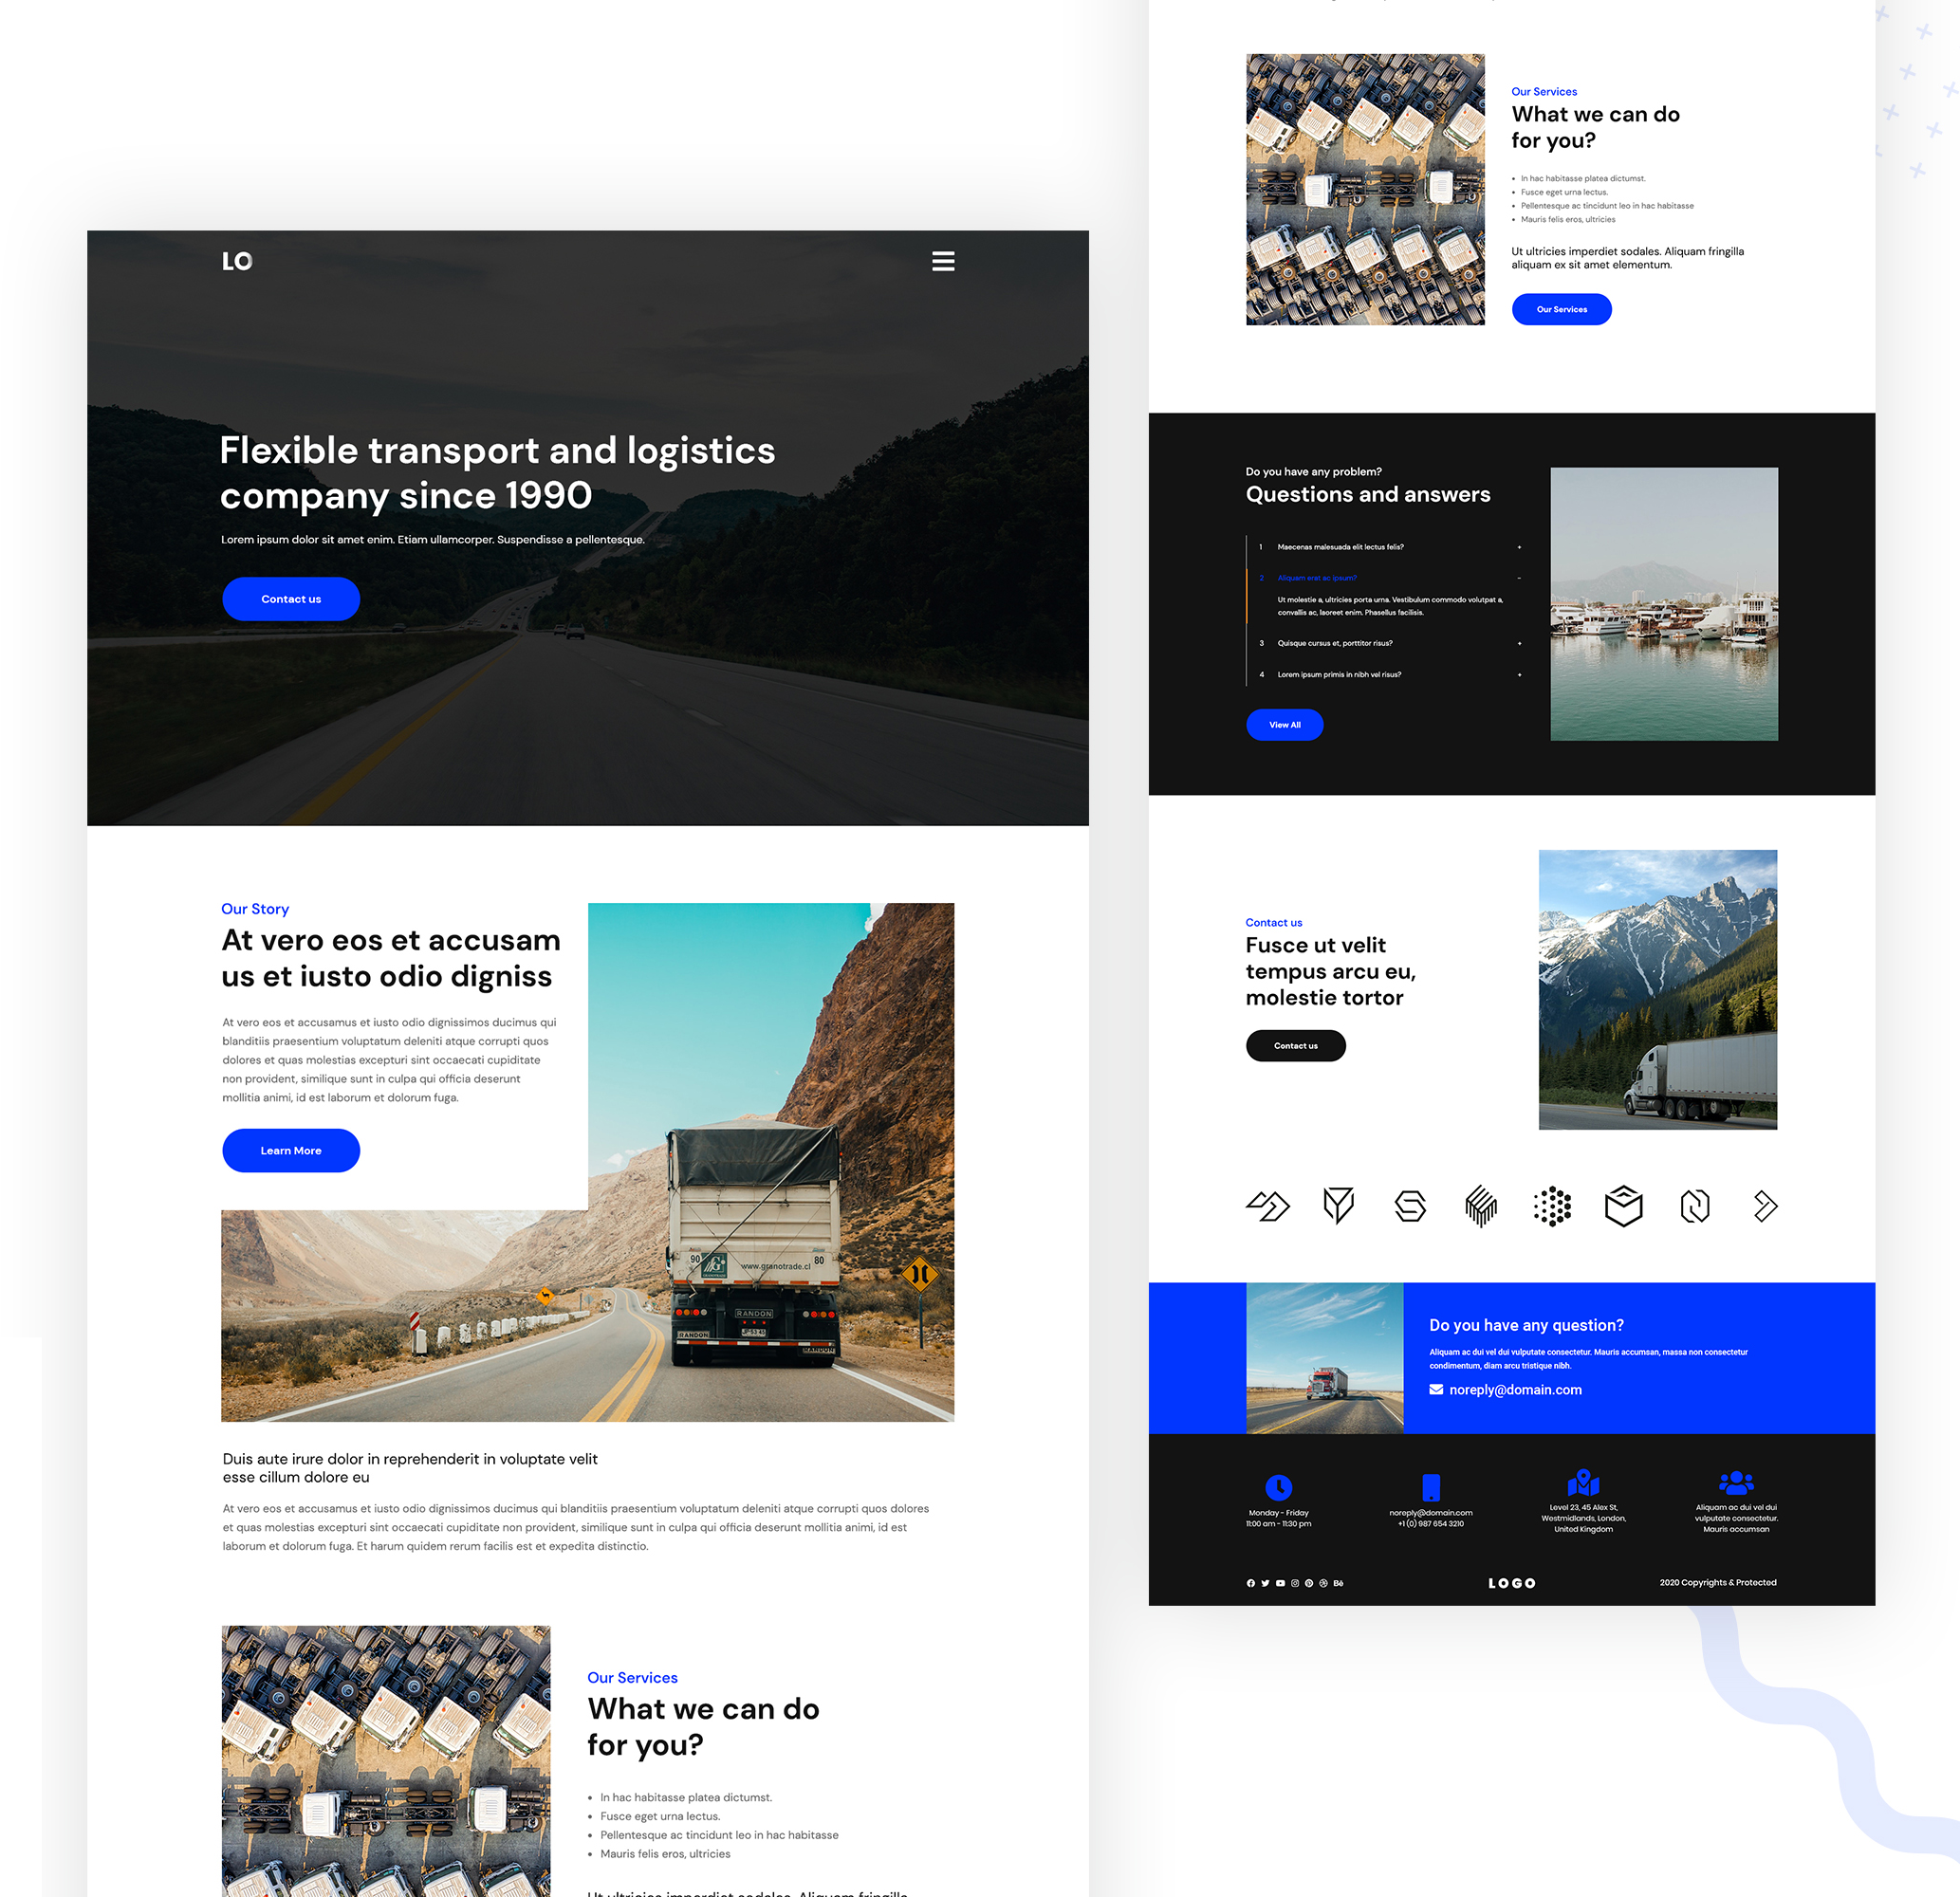 LO
Flexible transport and logistics
company since 1990
Lorem ipsum dolor sit amet enim. Etiam ullamcorper. Suspendisse a pellentesque.
Contact us
Our Story
At vero eos et accusam
us et iusto odio digniss
At vero eos et accusamus et iusto odio dignissimos ducimus qui
blanditiis praesentium voluptatum deleniti atque corrupti quos
dolores et quas molestias excepturi sint occaecati cupiditate
non provident, similique sunt in culpa qui officia deserunt
mollitia animi, id est laborum et dolorum fuga.
Learn More
90
80
www.granotrade.cl
RANDON
RANDON
RANDON
Duis aute irure dolor in reprehenderit in voluptate velit
esse cillum dolore eu
At vero eos et accusamus et iusto odio dignissimos ducimus qui blanditiis praesentium voluptatum deleniti atque corrupti quos dolores
et quas molestias excepturi sint occaecati cupiditate non provident, similique sunt in culpa qui officia deserunt mollitia animi, id est
laborum et dolorum fuga. Et harum quidem rerum facilis est et expedita distinctio.
Our Services
What we can do
for you?
• In hac habitasse platea dictumst.
• Fusce eget urna lectus.
• Pellentesque ac tincidunt leo in hac habitasse
• Mauris felis eros, ultricies
Ut ultricies imperdiet sodales. Aliquam fringilla
Our Services
What we can do
for you?
• In hac habitasse platea dictumst.
• Fusce eget urna lectus.
• Pellentesque ac tincidunt leo in hac habitasse
• Mauris felis eros, ultricies
Ut ultricies imperdiet sodales. Aliquam fringilla
aliquam ex sit amet elementum.
Our Services
Do you have any problem?
Questions and answers
1 Maecenas malesuada elit lectus felis? +
2 Aliquam erat ac ipsum? −
Ut molestie a, ultricies porta urna. Vestibulum commodo volutpat a,
convallis ac, laoreet enim. Phasellus facilisis.
3 Quisque cursus et, porttitor risus? +
4 Lorem ipsum primis in nibh vel risus? +
View All
Contact us
Fusce ut velit
tempus arcu eu,
molestie tortor
Contact us
Do you have any question?
Aliquam ac dui vel dui vulputate consectetur. Mauris accumsan, massa non consectetur
condimentum, diam arcu tristique nibh.
noreply@domain.com
Monday - Friday
11:00 am - 11:30 pm
noreply@domain.com
+1 (0) 987 654 3210
Level 23, 45 Alex St,
Westmidlands, London,
United Kingdom
Aliquam ac dui vel dui
vulputate consectetur.
Mauris accumsan
Bē
LOGO
2020 Copyrights & Protected